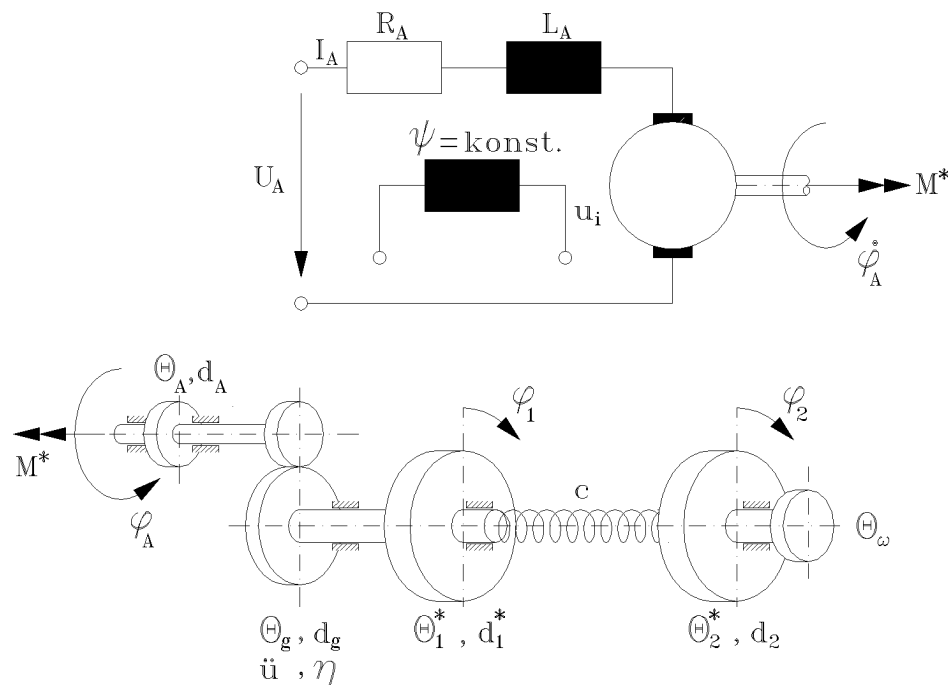 R_A
L_A
I_A
ψ=konst.
U_A
u_i
M*
φ̇_A
Θ_A, d_A
φ_1
φ_2
M*
c
φ_A
Θ_ω
Θ_g, d_g
Θ_1^*, d_1^*
Θ_2^*, d_2
ü, η